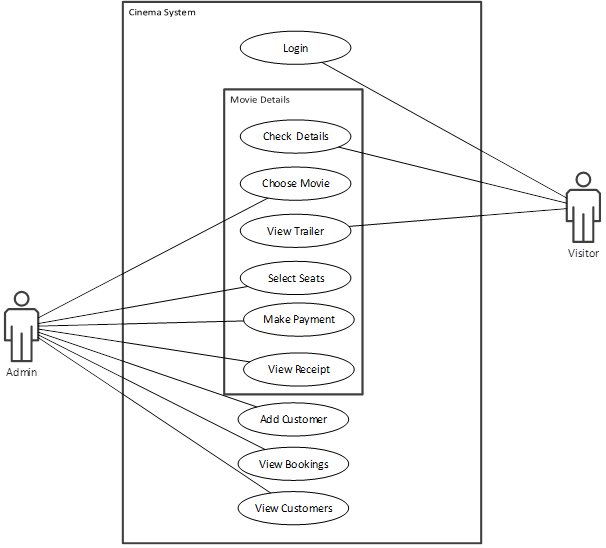 Cinema System
Login
Movie Details
Check Details
Choose Movie
View Trailer
Visitor
Select Seats
Make Payment
Admin
View Receipt
Add Customer
View Bookings
View Customers